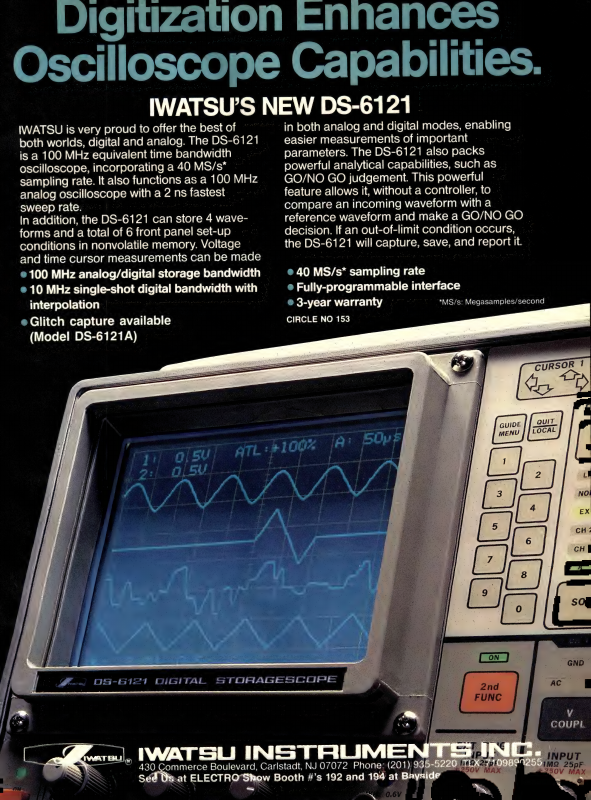 Digitization Enhances
Oscilloscope Capabilities.
IWATSU'S NEW DS-6121
IWATSU is very proud to offer the best of
both worlds, digital and analog. The DS-6121
is a 100 MHz equivalent time bandwidth
oscilloscope, incorporating a 40 MS/s*
sampling rate. It also functions as a 100 MHz
analog oscilloscope with a 2 ns fastest
sweep rate.
In addition, the DS-6121 can store 4 wave-
forms and a total of 6 front panel set-up
conditions in nonvolatile memory. Voltage
and time cursor measurements can be made
in both analog and digital modes, enabling
easier measurements of important
parameters. The DS-6121 also packs
powerful analytical capabilities, such as
GO/NO GO judgement. This powerful
feature allows it, without a controller, to
compare an incoming waveform with a
reference waveform and make a GO/NO GO
decision. If an out-of-limit condition occurs,
the DS-6121 will capture, save, and report it.
• 100 MHz analog/digital storage bandwidth
• 10 MHz single-shot digital bandwidth with
interpolation
• Glitch capture available
(Model DS-6121A)
• 40 MS/s* sampling rate
• Fully-programmable interface
• 3-year warranty
*MS/s: Megasamples/second
CIRCLE NO 153
CURSOR 1
GUIDE
MENU
QUIT
LOCAL
1
2
3
4
5
6
7
8
9
0
EX
CH 2
CH
SO
1: 0.5V ATL:+100% A: 50µs
2: 0.5V
DS-6121 DIGITAL STORAGESCOPE
ON
2nd
FUNC
GND
AC
V
COUPL
INPUT
1MΩ 25pF
IWATSU®
IWATSU INSTRUMENTS INC.
430 Commerce Boulevard, Carlstadt, NJ 07072 Phone: (201) 935-5220 TLX: 7109890255
See Us at ELECTRO Show Booth #'s 192 and 194 at Bayside